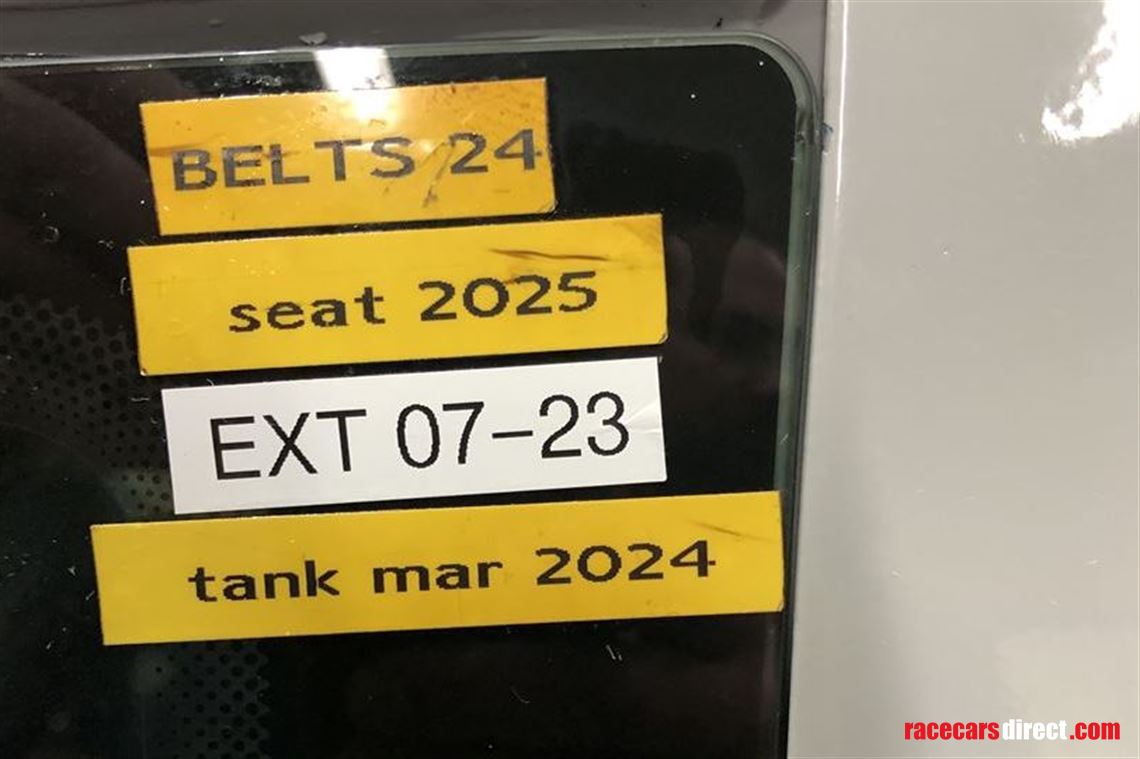 BELTS 24
seat 2025
EXT 07-23
tank mar 2024
racecarsdirect.com